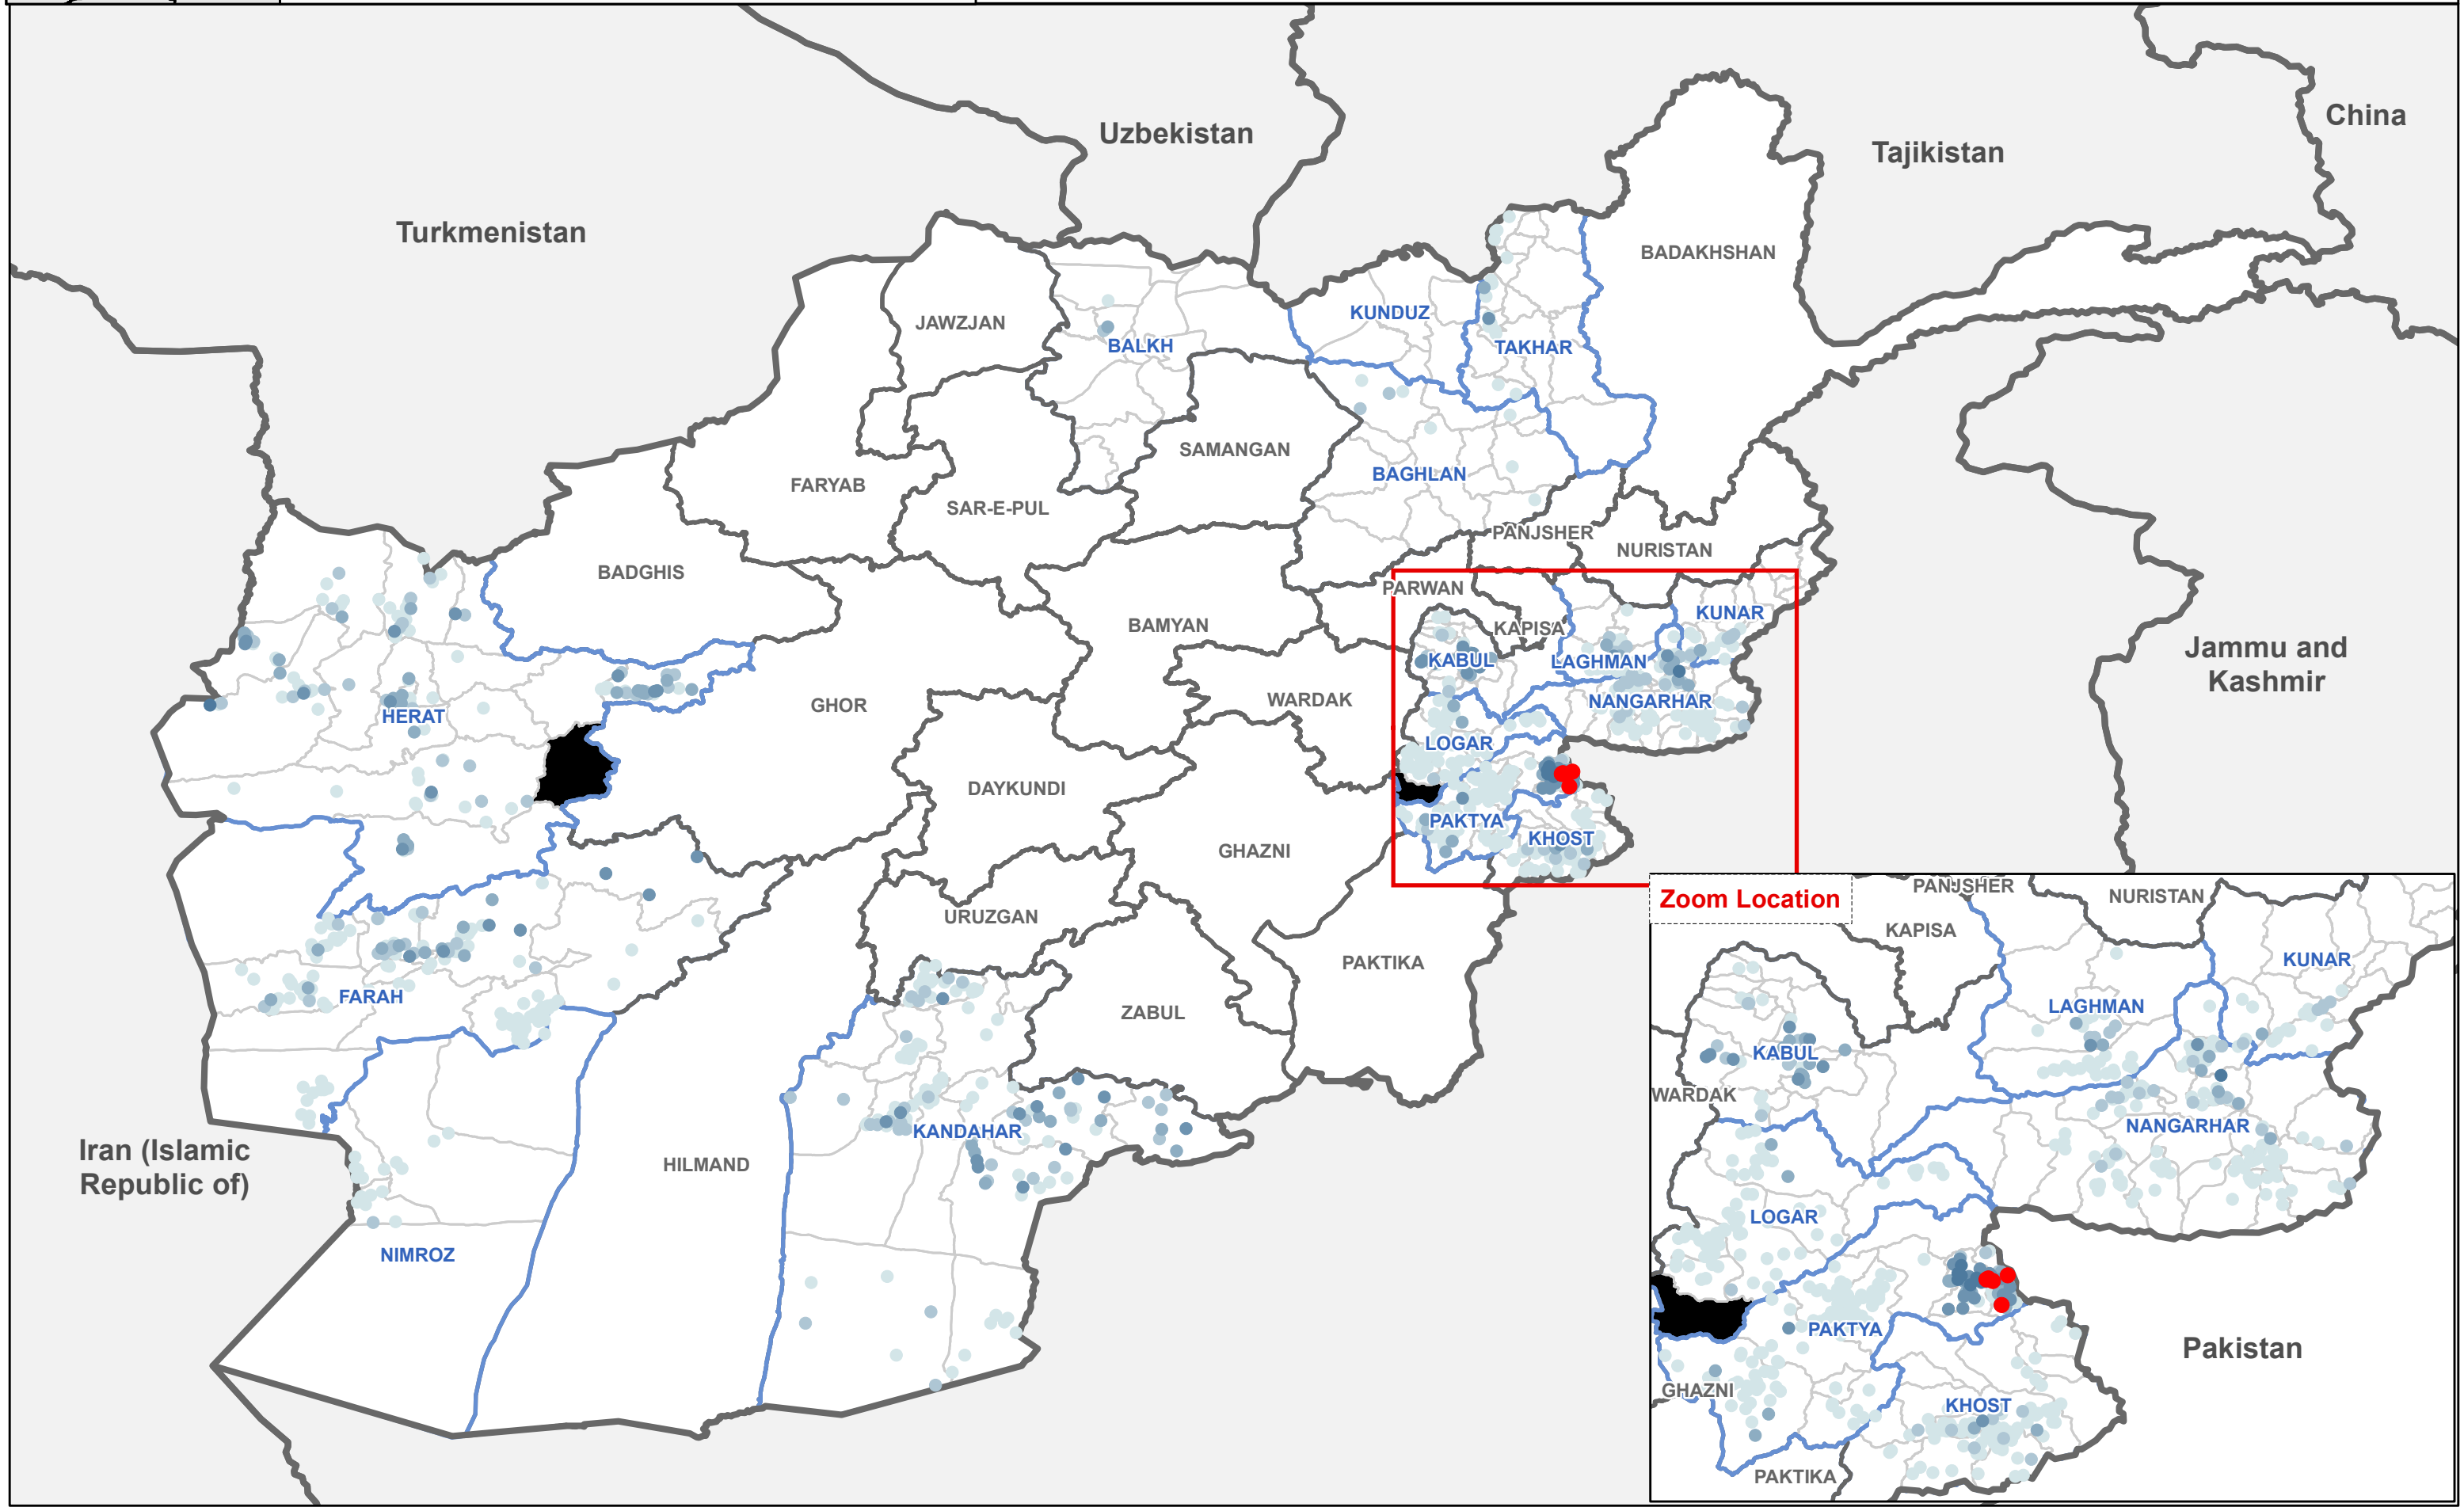 China
Uzbekistan
Tajikistan
Turkmenistan
BADAKHSHAN
KUNDUZ
JAWZJAN
BALKH
TAKHAR
SAMANGAN
BAGHLAN
FARYAB
SAR-E-PUL
PANJSHER
NURISTAN
BADGHIS
PARWAN
KUNAR
BAMYAN
KAPISA
Jammu and
Kashmir
KABUL
LAGHMAN
WARDAK
NANGARHAR
GHOR
HERAT
LOGAR
DAYKUNDI
PAKTYA
KHOST
GHAZNI
URUZGAN
PAKTIKA
FARAH
ZABUL
KANDAHAR
Iran (Islamic
Republic of)
HILMAND
NIMROZ
Zoom Location
PANJSHER
NURISTAN
KAPISA
KUNAR
LAGHMAN
KABUL
WARDAK
NANGARHAR
LOGAR
PAKTYA
Pakistan
GHAZNI
KHOST
PAKTIKA